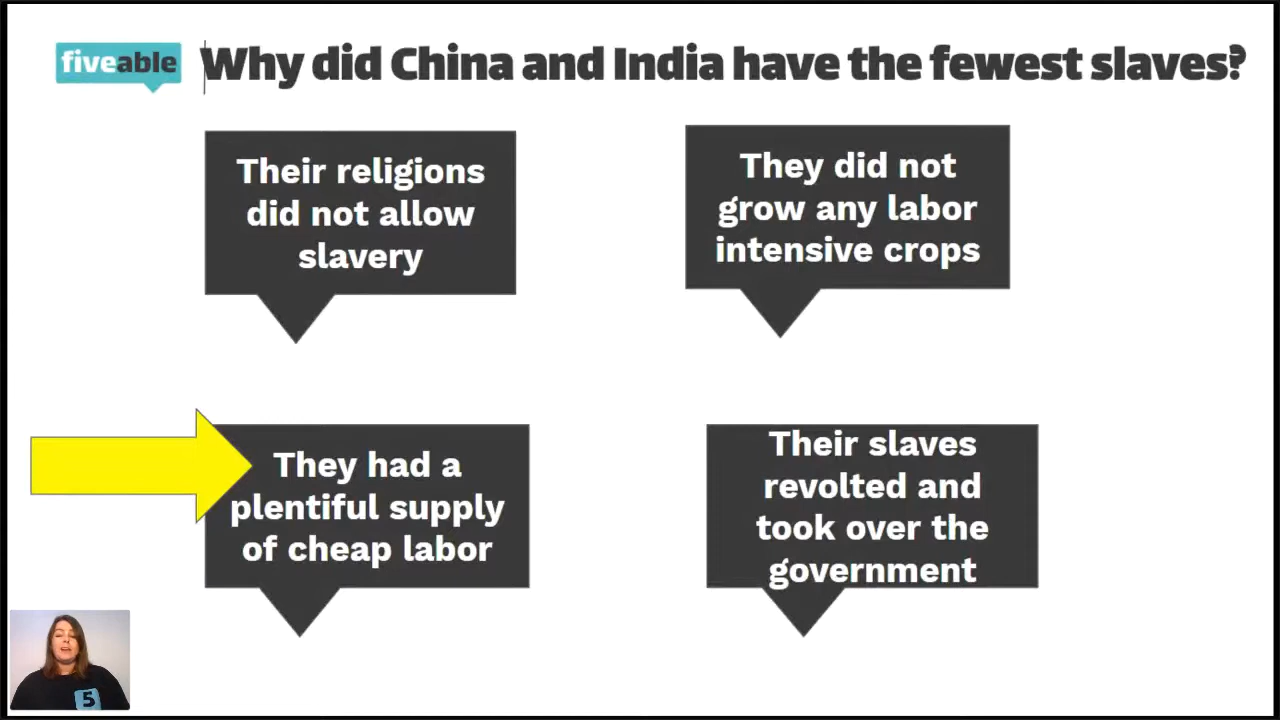 fiveable
Why did China and India have the fewest slaves?
Their religions
did not allow
slavery
They did not
grow any labor
intensive crops
They had a
plentiful supply
of cheap labor
Their slaves
revolted and
took over the
government
5